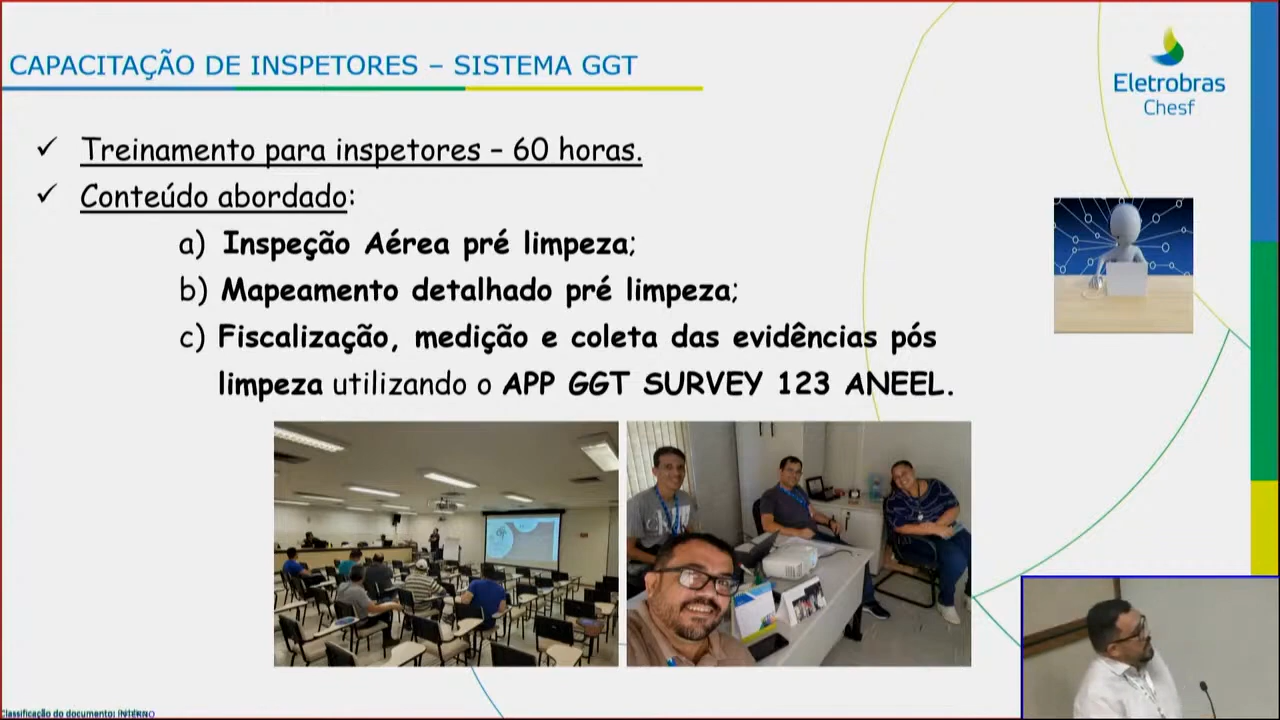 CAPACITAÇÃO DE INSPETORES – SISTEMA GGT
Eletrobras
Chesf
✓ Treinamento para inspetores – 60 horas.
✓ Conteúdo abordado:
a) Inspeção Aérea pré limpeza;
b) Mapeamento detalhado pré limpeza;
c) Fiscalização, medição e coleta das evidências pós
limpeza utilizando o APP GGT SURVEY 123 ANEEL.
Classificação do documento: